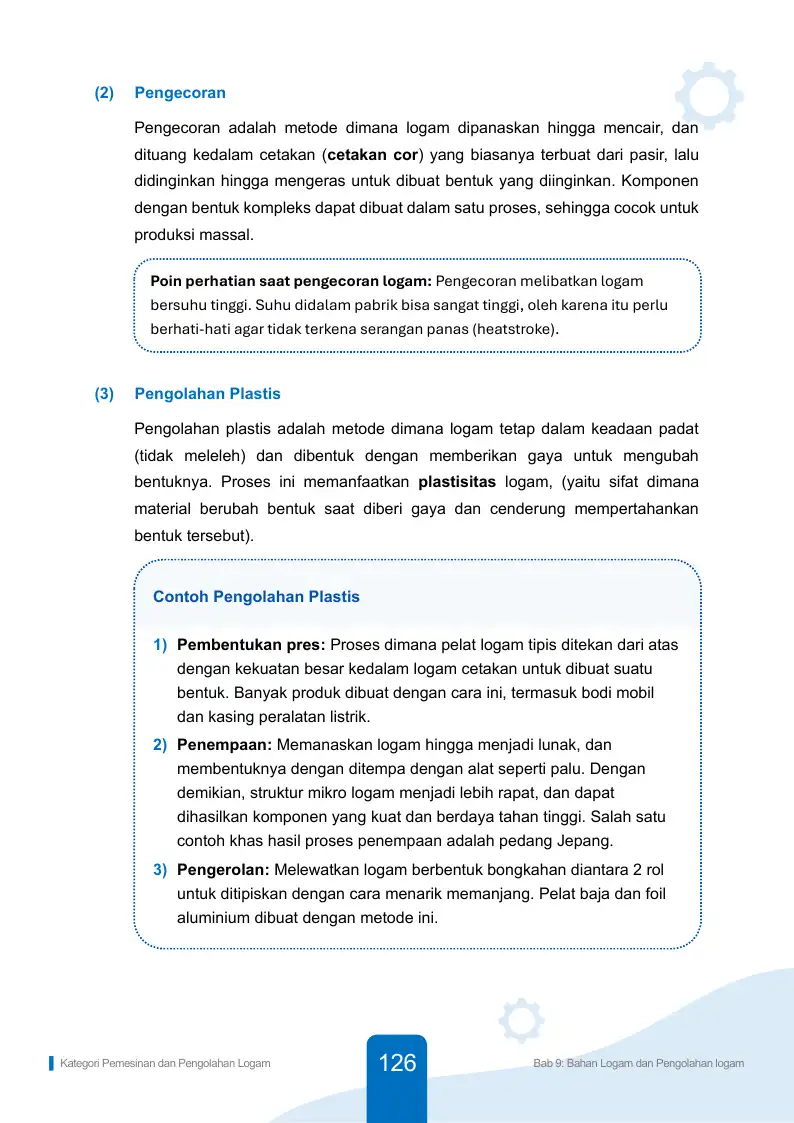 (2) Pengecoran
Pengecoran adalah metode dimana logam dipanaskan hingga mencair, dan
dituang kedalam cetakan (cetakan cor) yang biasanya terbuat dari pasir, lalu
didinginkan hingga mengeras untuk dibuat bentuk yang diinginkan. Komponen
dengan bentuk kompleks dapat dibuat dalam satu proses, sehingga cocok untuk
produksi massal.
Poin perhatian saat pengecoran logam: Pengecoran melibatkan logam
bersuhu tinggi. Suhu didalam pabrik bisa sangat tinggi, oleh karena itu perlu
berhati-hati agar tidak terkena serangan panas (heatstroke).
(3) Pengolahan Plastis
Pengolahan plastis adalah metode dimana logam tetap dalam keadaan padat
(tidak meleleh) dan dibentuk dengan memberikan gaya untuk mengubah
bentuknya. Proses ini memanfaatkan plastisitas logam, (yaitu sifat dimana
material berubah bentuk saat diberi gaya dan cenderung mempertahankan
bentuk tersebut).
Contoh Pengolahan Plastis
1) Pembentukan pres: Proses dimana pelat logam tipis ditekan dari atas
dengan kekuatan besar kedalam logam cetakan untuk dibuat suatu
bentuk. Banyak produk dibuat dengan cara ini, termasuk bodi mobil
dan kasing peralatan listrik.
2) Penempaan: Memanaskan logam hingga menjadi lunak, dan
membentuknya dengan ditempa dengan alat seperti palu. Dengan
demikian, struktur mikro logam menjadi lebih rapat, dan dapat
dihasilkan komponen yang kuat dan berdaya tahan tinggi. Salah satu
contoh khas hasil proses penempaan adalah pedang Jepang.
3) Pengerolan: Melewatkan logam berbentuk bongkahan diantara 2 rol
untuk ditipiskan dengan cara menarik memanjang. Pelat baja dan foil
aluminium dibuat dengan metode ini.
Kategori Pemesinan dan Pengolahan Logam
126
Bab 9: Bahan Logam dan Pengolahan logam